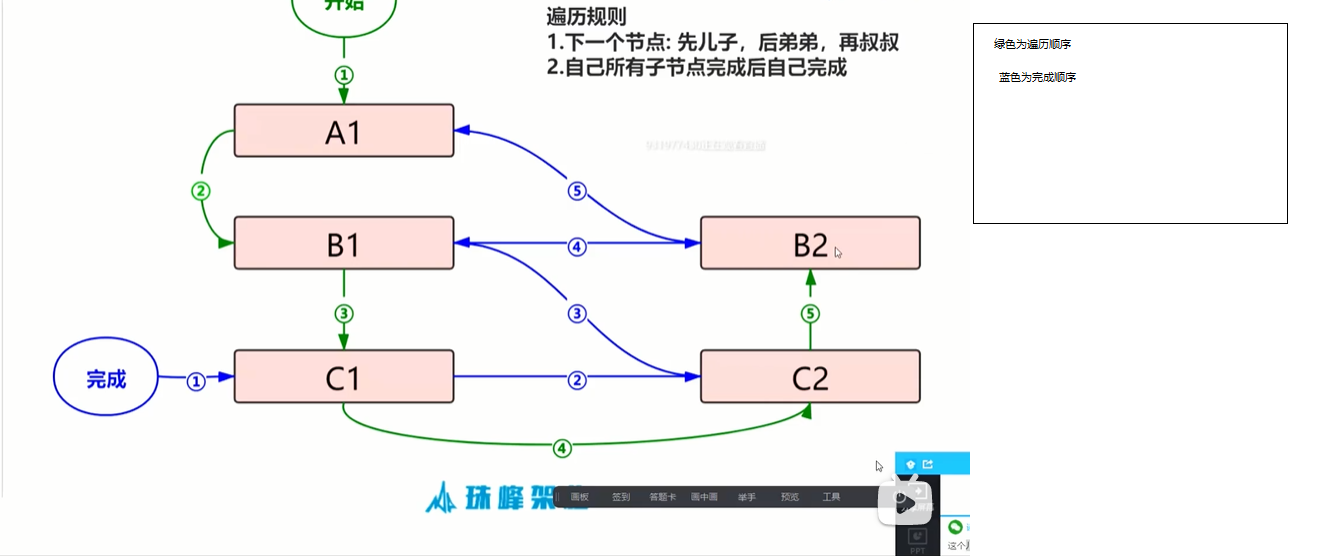 开始
遍历规则
1.下一个节点: 先儿子，后弟弟，再叔叔
2.自己所有子节点完成后自己完成
绿色为遍历顺序
蓝色为完成顺序
①
A1
②
⑤
B1
④
B2
③
③
⑤
完成
①
C1
②
C2
④
珠峰架
画板
签到
答题卡
画中画
举手
预览
工具
PPT
这个